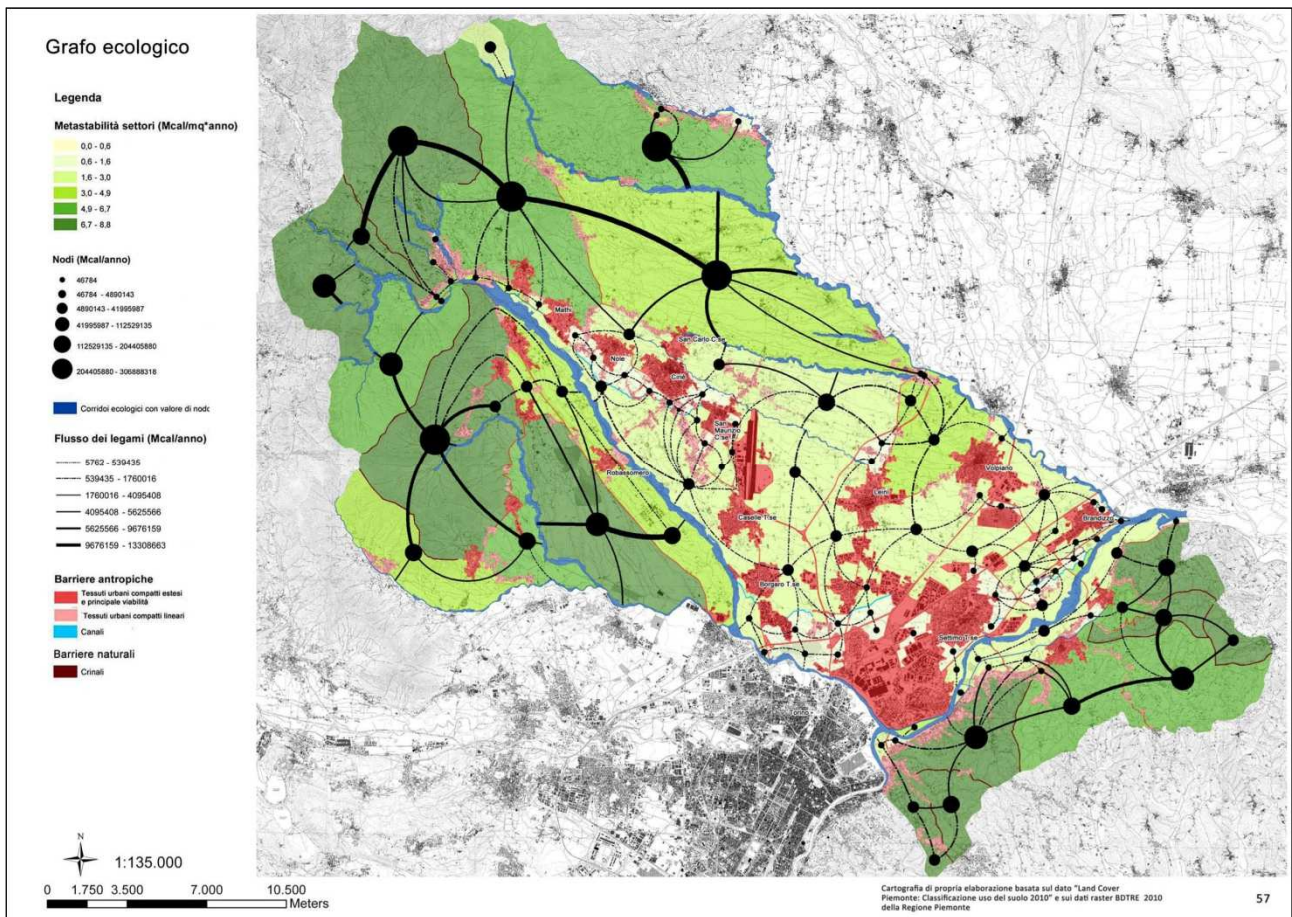 Grafo ecologico
Legenda
Metastabilità settori (Mcal/mq*anno)
0,0 - 0,6
0,6 - 1,6
1,6 - 3,0
3,0 - 4,9
4,9 - 6,7
6,7 - 8,8
Nodi (Mcal/anno)
46784
46784 - 4890143
4890143 - 41995987
41995987 - 112529135
112529135 - 204405880
204405880 - 306888318
Corridoi ecologici con valore di nodo
Flusso dei legami (Mcal/anno)
5762 - 539435
539435 - 1760016
1760016 - 4095408
4095408 - 5625566
5625566 - 9676159
9676159 - 13308663
Barriere antropiche
Tessuti urbani compatti estesi
e principale viabilità
Tessuti urbani compatti lineari
Canali
Barriere naturali
Crinali
N
1:135.000
0 1.750 3.500 7.000 10.500
Meters
Mathi
Nole
San Carlo C.se
Ciriè
San
Maurizio
C.se
Robassomero
Caselle T.se
Leinì
Volpiano
Brandizzo
Borgaro T.se
Settimo T.se
Torino
Cartografia di propria elaborazione basata sul dato "Land Cover
Piemonte: Classificazione uso del suolo 2010" e sui dati raster BDTRE 2010
della Regione Piemonte
57